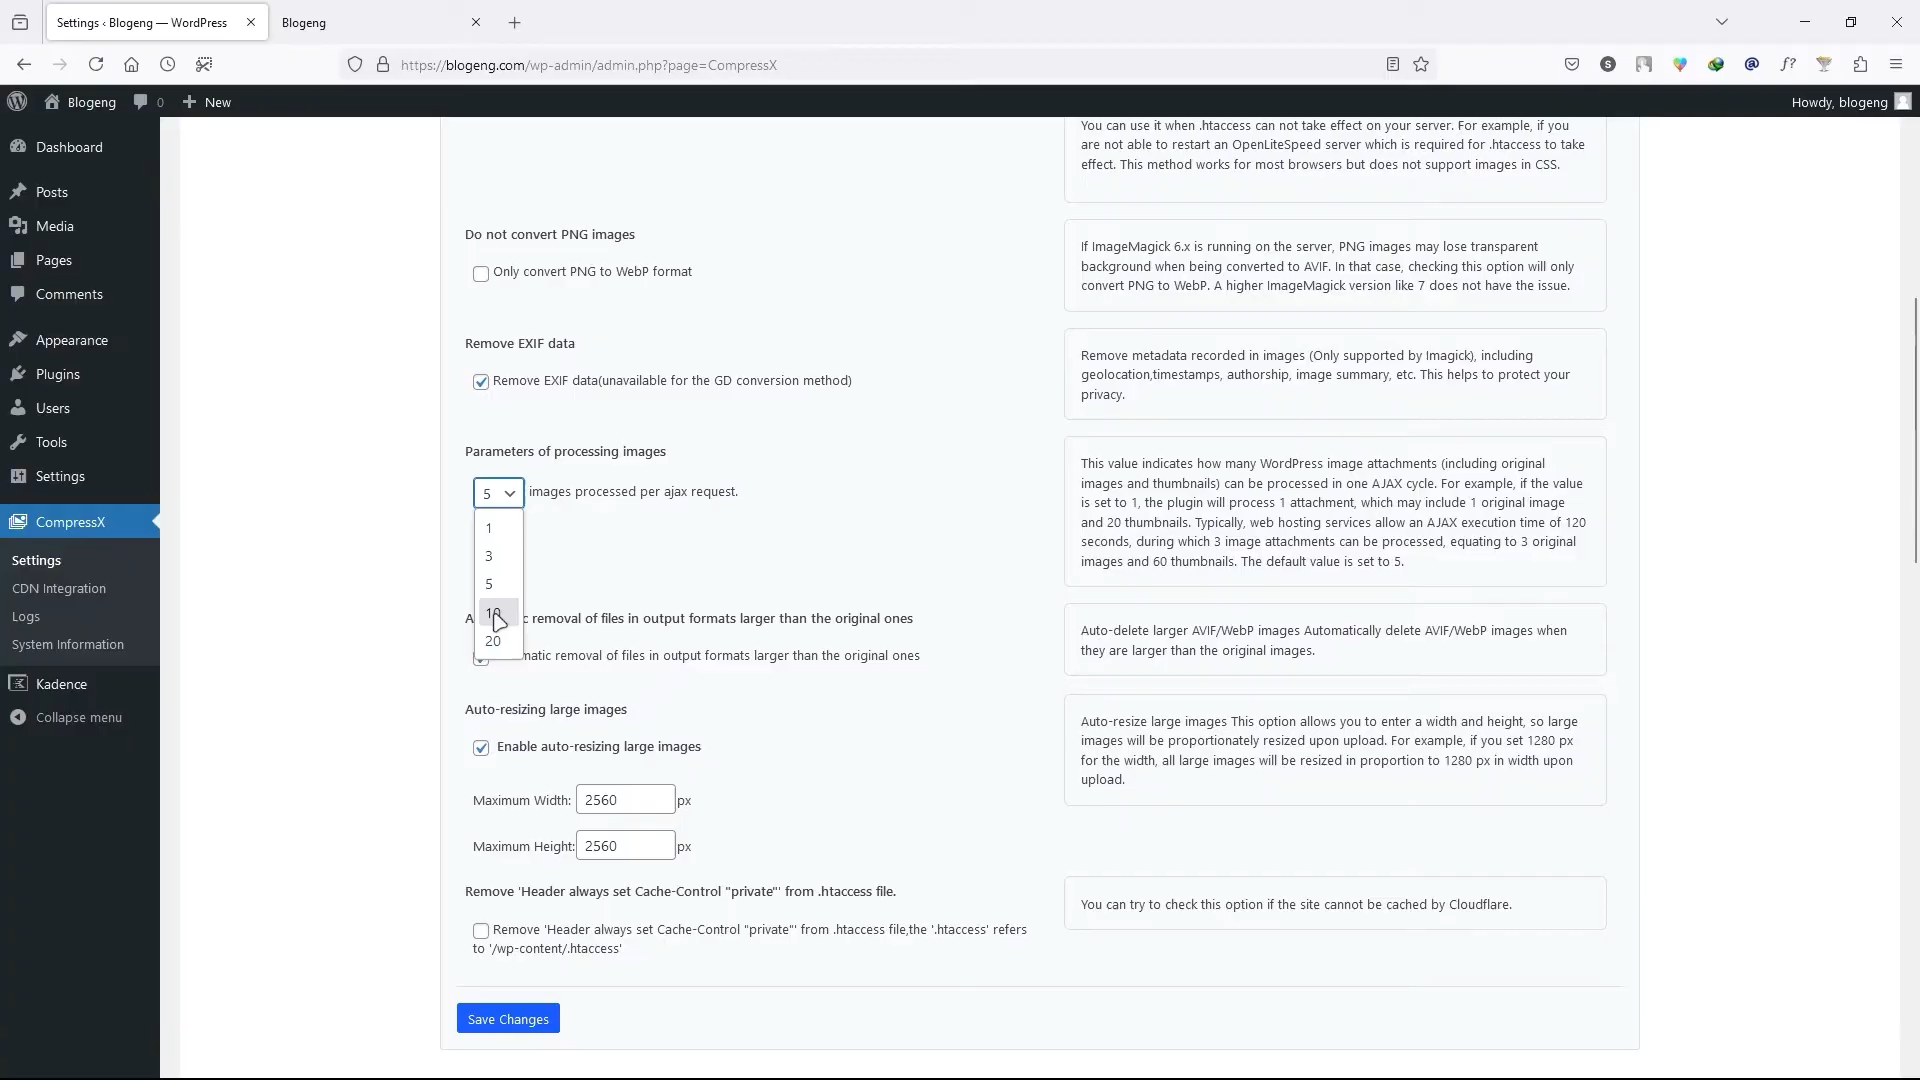 Settings ‹ Blogeng — WordPress
Blogeng
https://blogeng.com/wp-admin/admin.php?page=CompressX
Blogeng
0
New
Howdy, blogeng
Dashboard
Posts
Media
Pages
Comments
Appearance
Plugins
Users
Tools
Settings
CompressX
Settings
CDN Integration
Logs
System Information
Kadence
Collapse menu
You can use it when .htaccess can not take effect on your server. For example, if you
are not able to restart an OpenLiteSpeed server which is required for .htaccess to take
effect. This method works for most browsers but does not support images in CSS.
Do not convert PNG images
Only convert PNG to WebP format
If ImageMagick 6.x is running on the server, PNG images may lose transparent
background when being converted to AVIF. In that case, checking this option will only
convert PNG to WebP. A higher ImageMagick version like 7 does not have the issue.
Remove EXIF data
Remove EXIF data(unavailable for the GD conversion method)
Remove metadata recorded in images (Only supported by Imagick), including
geolocation,timestamps, authorship, image summary, etc. This helps to protect your
privacy.
Parameters of processing images
5 images processed per ajax request.
1
3
5
10
20
This value indicates how many WordPress image attachments (including original
images and thumbnails) can be processed in one AJAX cycle. For example, if the value
is set to 1, the plugin will process 1 attachment, which may include 1 original image
and 20 thumbnails. Typically, web hosting services allow an AJAX execution time of 120
seconds, during which 3 image attachments can be processed, equating to 3 original
images and 60 thumbnails. The default value is set to 5.
removal of files in output formats larger than the original ones
matic removal of files in output formats larger than the original ones
Auto-delete larger AVIF/WebP images Automatically delete AVIF/WebP images when
they are larger than the original images.
Auto-resizing large images
Enable auto-resizing large images
Maximum Width: 2560 px
Maximum Height: 2560 px
Auto-resize large images This option allows you to enter a width and height, so large
images will be proportionately resized upon upload. For example, if you set 1280 px
for the width, all large images will be resized in proportion to 1280 px in width upon
upload.
Remove 'Header always set Cache-Control "private"' from .htaccess file.
Remove 'Header always set Cache-Control "private"' from .htaccess file,the '.htaccess' refers
to '/wp-content/.htaccess'
You can try to check this option if the site cannot be cached by Cloudflare.
Save Changes